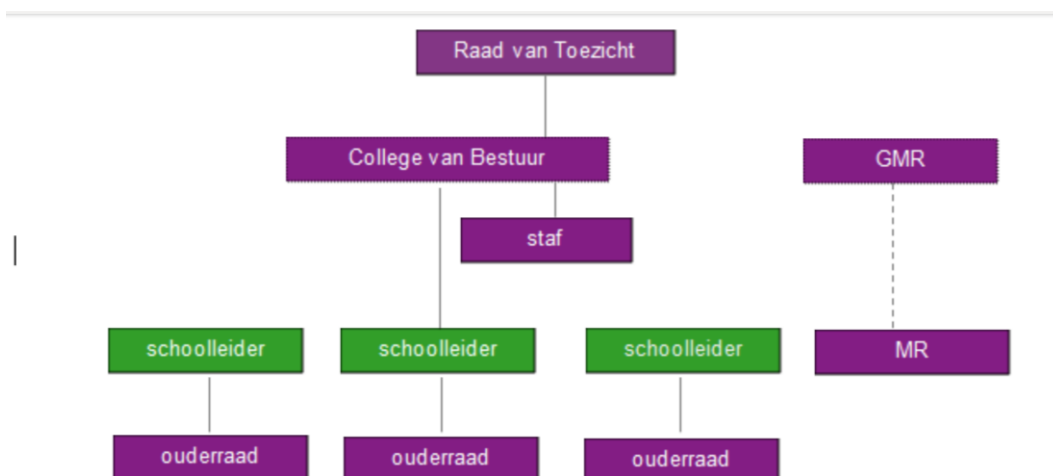 Raad van Toezicht
College van Bestuur
GMR
staf
schoolleider
schoolleider
schoolleider
MR
ouderraad
ouderraad
ouderraad